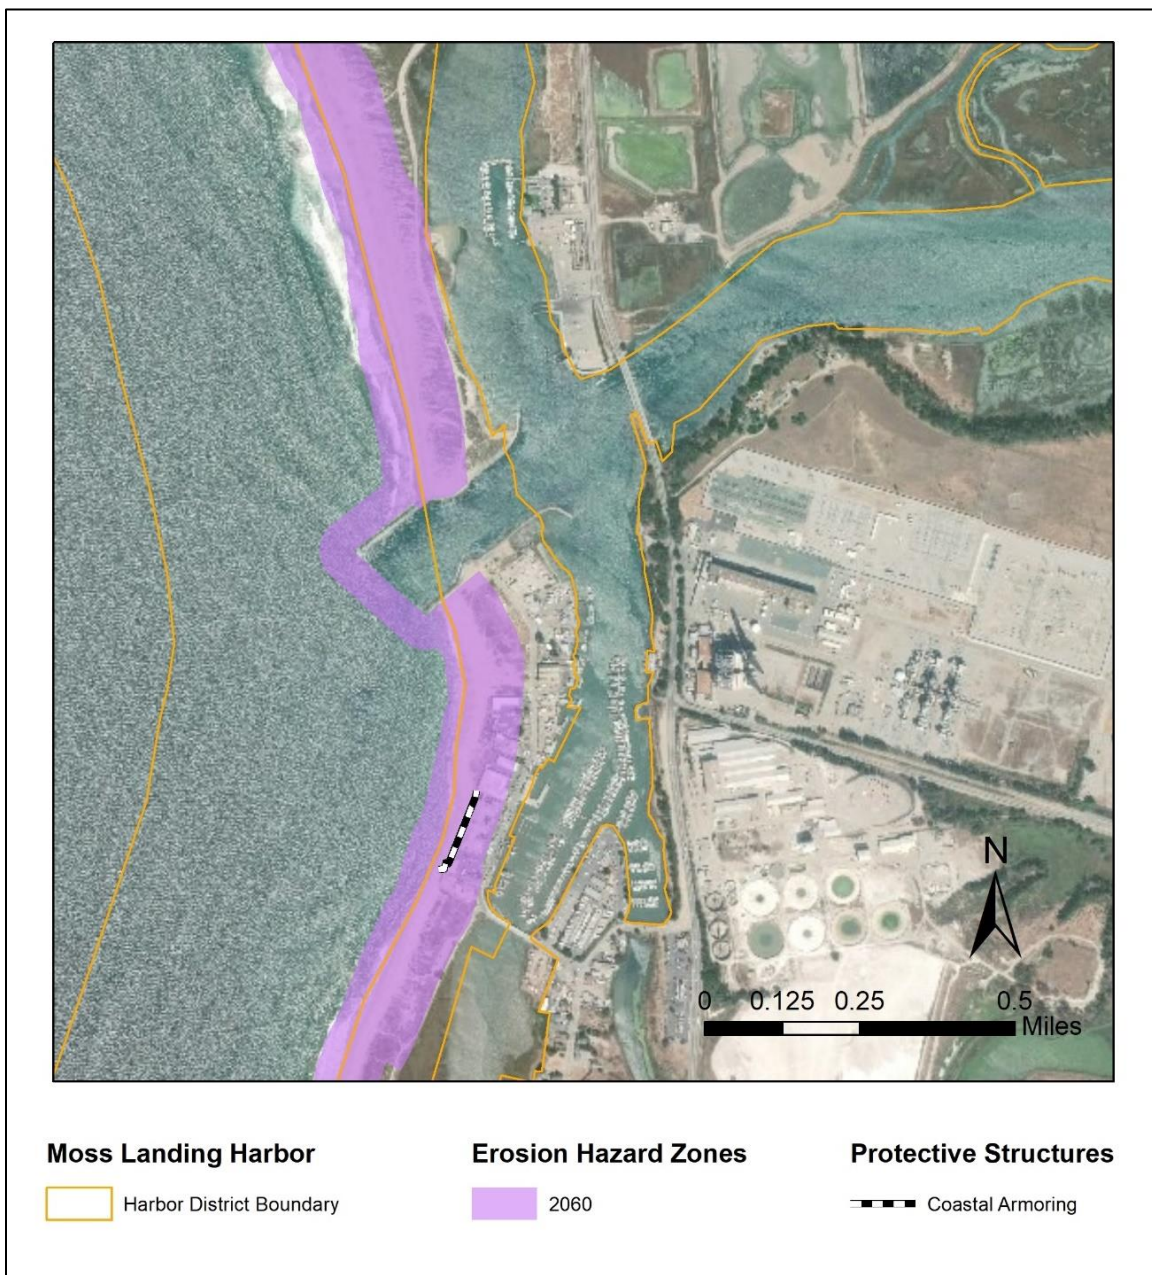 N
0 0.125 0.25 0.5
Miles
Moss Landing Harbor
Harbor District Boundary
Erosion Hazard Zones
2060
Protective Structures
Coastal Armoring